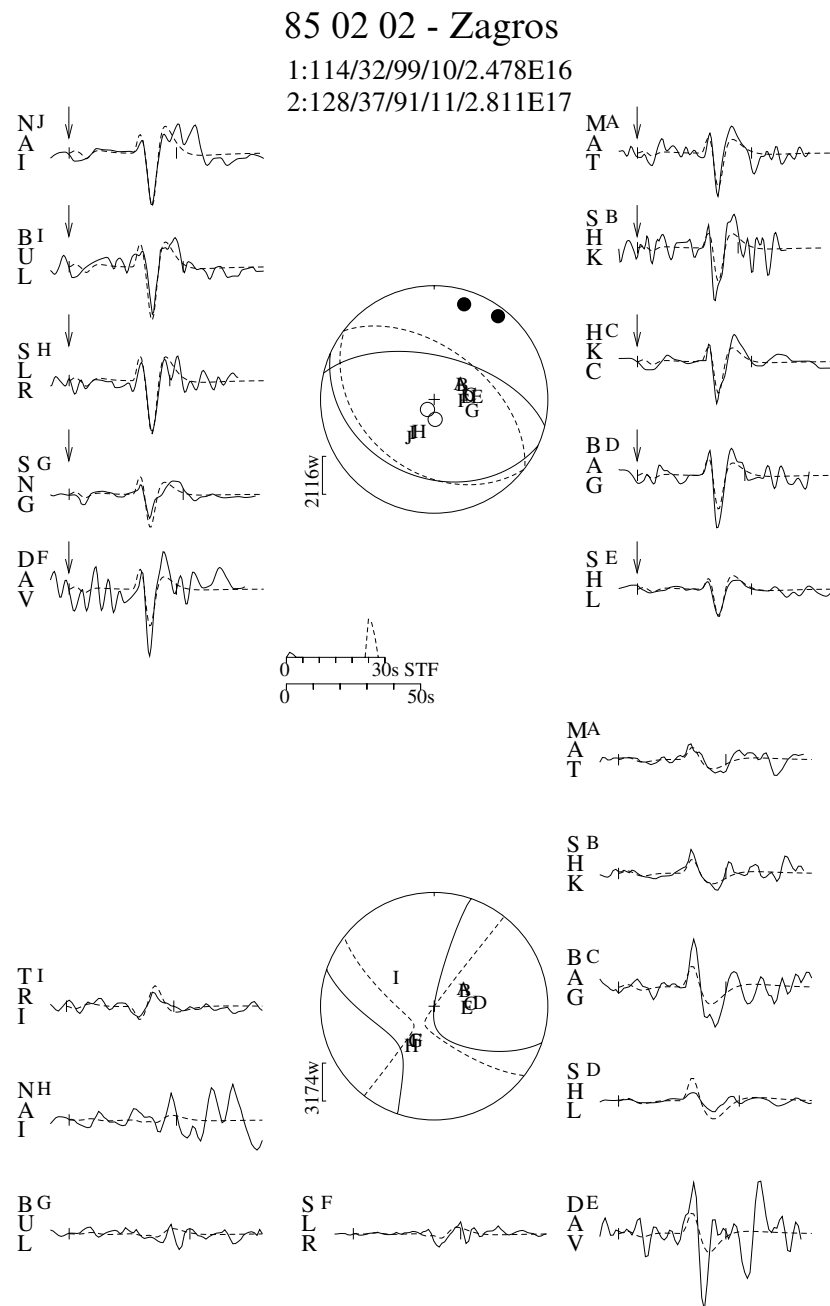 85 02 02 - Zagros
1:114/32/99/10/2.478E16
2:128/37/91/11/2.811E17
NAI J
MAT A
BUL I
SHK B
SLR H
HKC C
SNG G
BAG D
DAV F
SHL E
A B
C
D E
F
G
J I H
2116w
0 30s STF
0 50s
MAT A
SHK B
TRI I
BAG C
I
A B
C D
E
H G
3174w
NAI H
SHL D
BUL G
SLR F
DAV E